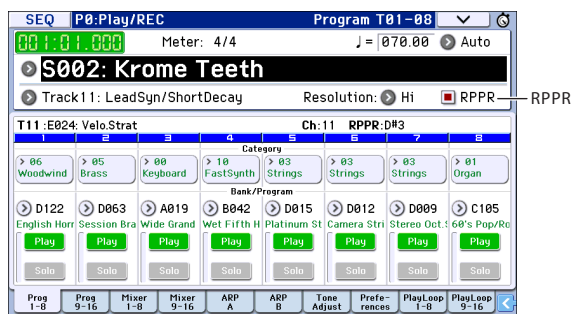 SEQ P0:Play/REC Program T01-08
001:01.000 Meter: 4/4 ♩= 070.00 Auto
S002: Krome Teeth
Track11: LeadSyn/ShortDecay Resolution: Hi RPPR RPPR
T11 :E024: Velo.Strat Ch:11 RPPR:D#3
1 2 3 4 5 6 7 8
Category
> 06 > 05 > 00 > 10 > 03 > 03 > 03 > 01
Woodwind Brass Keyboard FastSynth Strings Strings Strings Organ
Bank/Program
D122 D063 A019 B042 D015 D012 D009 C105
English Horr Session Bra Wide Grand Wet Fifth H Platinum St Camera Stri Stereo Oct.S 60's Pop/Ro
Play Play Play Play Play Play Play Play
Solo Solo Solo Solo Solo Solo Solo Solo
Prog Prog Mixer Mixer ARP ARP Tone Prefe- PlayLoop PlayLoop
1-8 9-16 1-8 9-16 A B Adjust rences 1-8 9-16